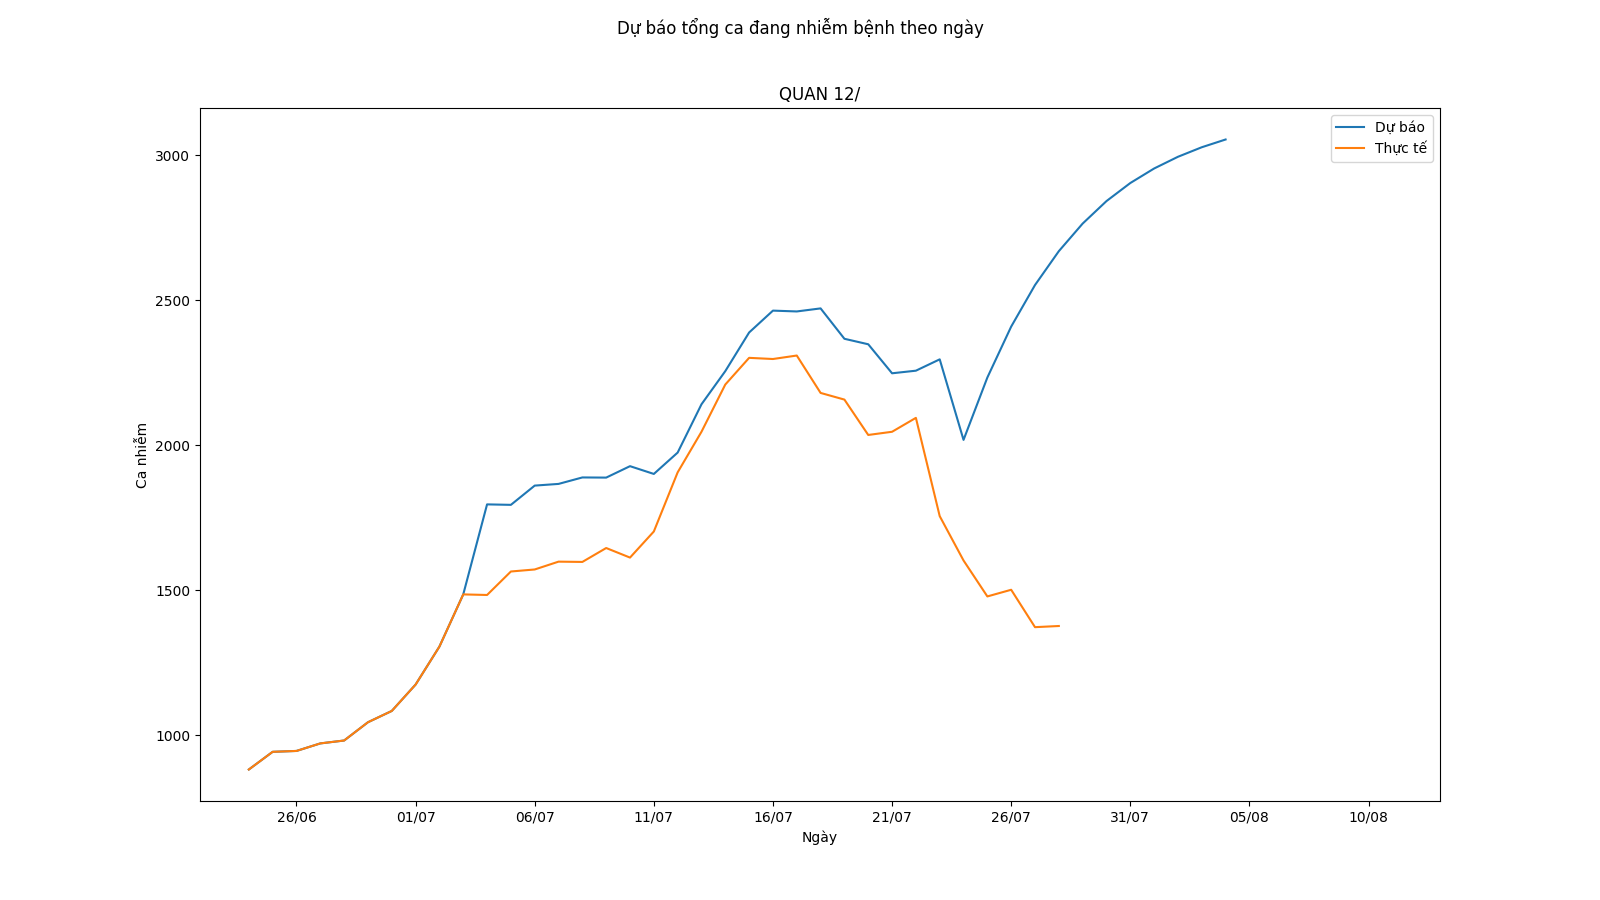 Dự báo tổng ca đang nhiễm bệnh theo ngày
QUAN 12/
Dự báo
Thực tế
3000
2500
2000
1500
1000
Ca nhiễm
26/06
01/07
06/07
11/07
16/07
21/07
26/07
31/07
05/08
10/08
Ngày